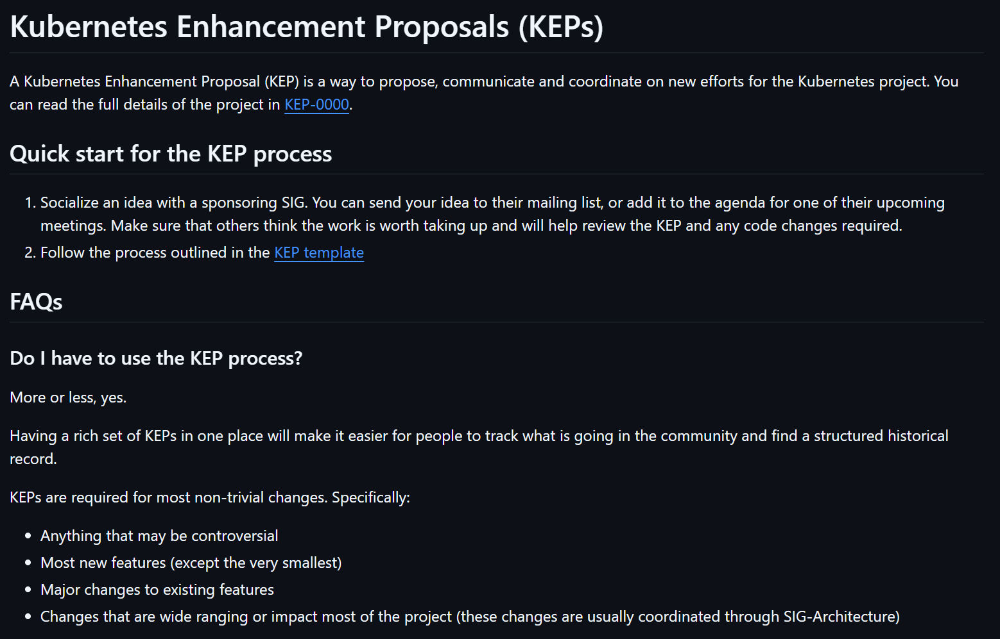 Kubernetes Enhancement Proposals (KEPs)
A Kubernetes Enhancement Proposal (KEP) is a way to propose, communicate and coordinate on new efforts for the Kubernetes project. You
can read the full details of the project in KEP-0000.
Quick start for the KEP process
1. Socialize an idea with a sponsoring SIG. You can send your idea to their mailing list, or add it to the agenda for one of their upcoming
meetings. Make sure that others think the work is worth taking up and will help review the KEP and any code changes required.
2. Follow the process outlined in the KEP template
FAQs
Do I have to use the KEP process?
More or less, yes.
Having a rich set of KEPs in one place will make it easier for people to track what is going in the community and find a structured historical
record.
KEPs are required for most non-trivial changes. Specifically:
• Anything that may be controversial
• Most new features (except the very smallest)
• Major changes to existing features
• Changes that are wide ranging or impact most of the project (these changes are usually coordinated through SIG-Architecture)